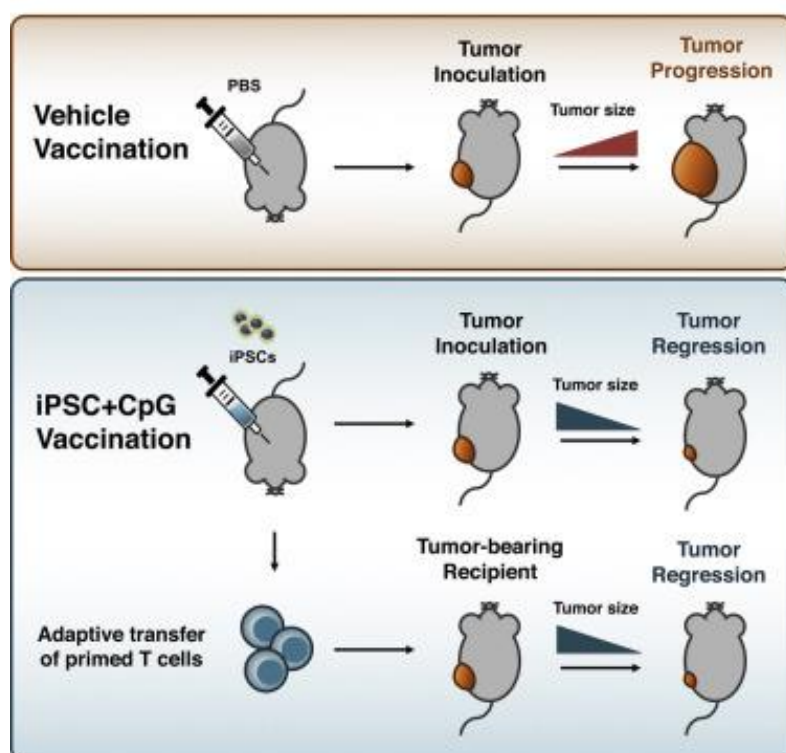 Vehicle
Vaccination
PBS
Tumor
Inoculation
Tumor size
Tumor
Progression
iPSC+CpG
Vaccination
iPSCs
Tumor
Inoculation
Tumor size
Tumor
Regression
Adaptive transfer
of primed T cells
Tumor-bearing
Recipient
Tumor size
Tumor
Regression